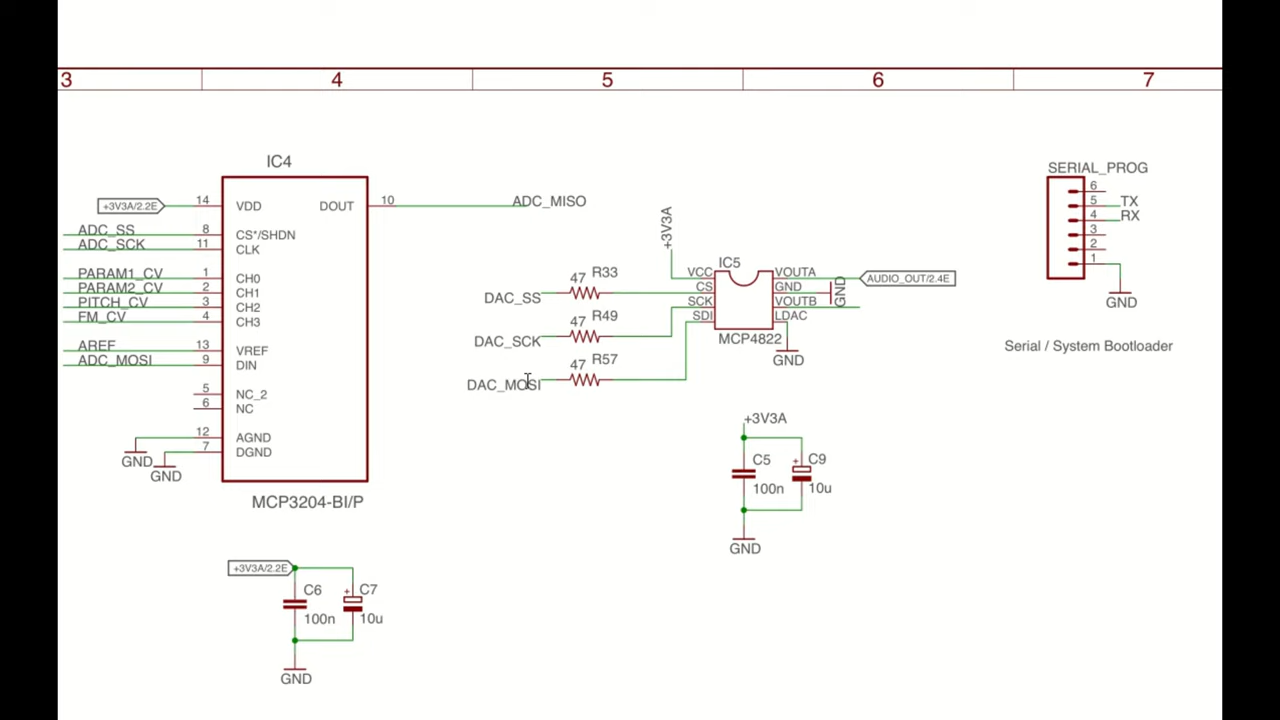 3 4 5 6 7
IC4
+3V3A/2.2E 14 VDD DOUT 10 ADC_MISO
ADC_SS 8 CS*/SHDN
ADC_SCK 11 CLK
PARAM1_CV 1 CH0
PARAM2_CV 2 CH1
PITCH_CV 3 CH2
FM_CV 4 CH3
AREF 13 VREF
ADC_MOSI 9 DIN
5 NC_2
6 NC
12 AGND
7 DGND
GND
GND
MCP3204-BI/P
+3V3A/2.2E
C6 C7
100n 10u
GND
+3V3A
IC5
VCC VOUTA AUDIO_OUT/2.4E
CS GND GND
SCK VOUTB
SDI LDAC
MCP4822
GND
47 R33
DAC_SS
47 R49
DAC_SCK
47 R57
DAC_MOSI
+3V3A
C5 C9
100n 10u
GND
SERIAL_PROG
6
5 TX
4 RX
3
2
1
GND
Serial / System Bootloader
+
+